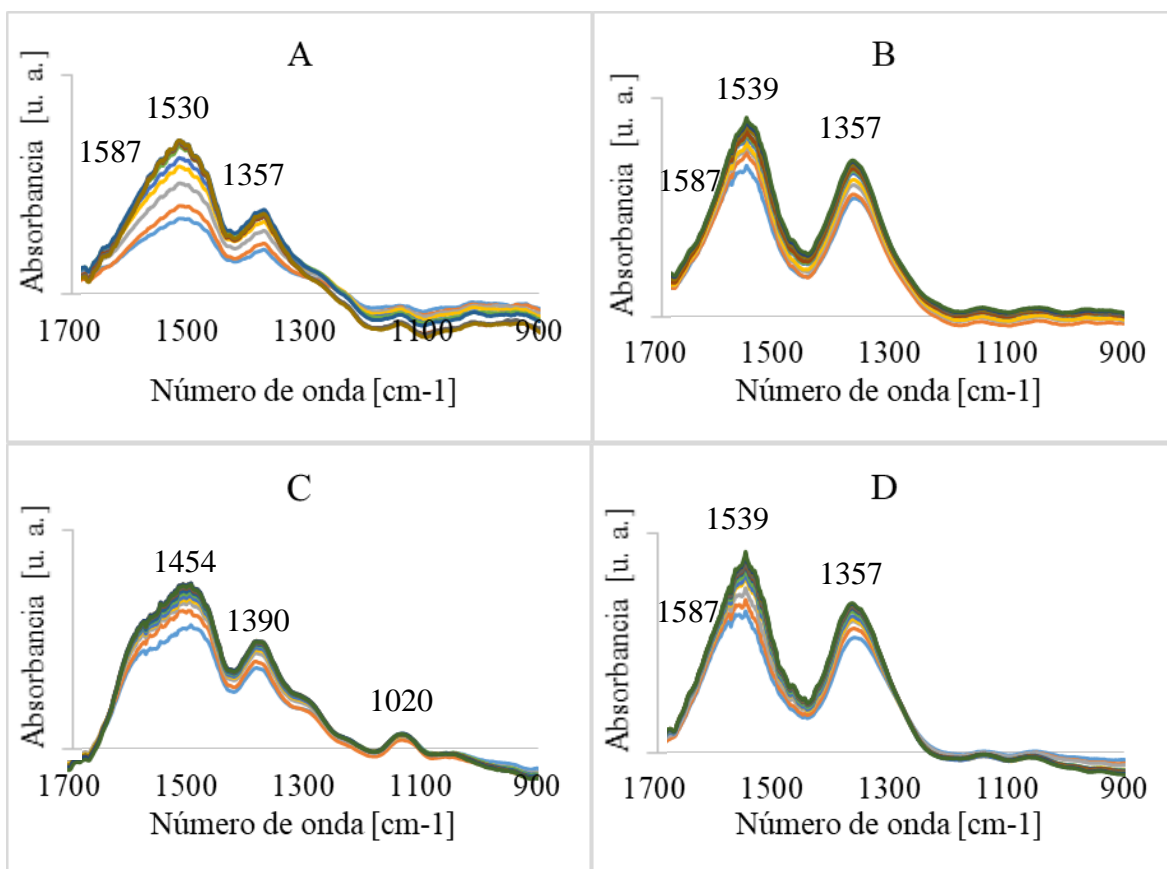 A
Absorbancia [u. a.]
1530
1587
1357
1700 1500 1300 1100 900
Número de onda [cm-1]
B
Absorbancia [u. a.]
1539
1357
1587
1700 1500 1300 1100 900
Número de onda [cm-1]
C
Absorbancia [u. a.]
1454
1390
1020
1700 1500 1300 1100 900
Número de onda [cm-1]
D
Absorbancia [u. a.]
1539
1357
1587
1700 1500 1300 1100 900
Número de onda [cm-1]